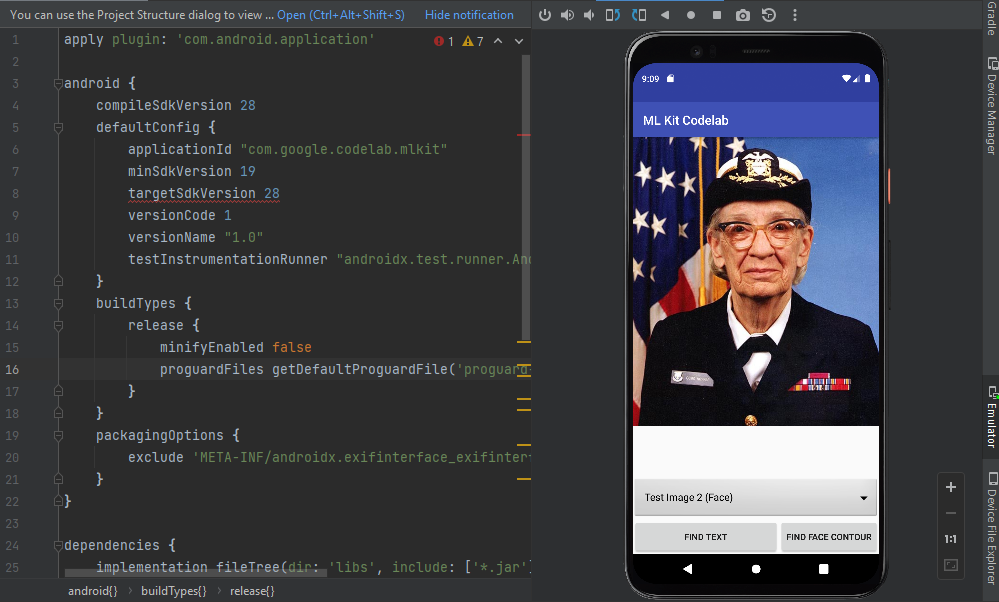 You can use the Project Structure dialog to view ... Open (Ctrl+Alt+Shift+S) Hide notification
1 apply plugin: 'com.android.application'
1 7
2
3 android {
4 compileSdkVersion 28
5 defaultConfig {
6 applicationId "com.google.codelab.mlkit"
7 minSdkVersion 19
8 targetSdkVersion 28
9 versionCode 1
10 versionName "1.0"
11 testInstrumentationRunner "androidx.test.runner.An
12 }
13 buildTypes {
14 release {
15 minifyEnabled false
16 proguardFiles getDefaultProguardFile('proguard-
17 }
18 }
19 packagingOptions {
20 exclude 'META-INF/androidx.exifinterface_exifinter
21 }
22 }
23
24 dependencies {
25 implementation fileTree(dir: 'libs', include: ['*.jar']
android{} buildTypes{} release{}
9:09
ML Kit Codelab
Test Image 2 (Face)
FIND TEXT
FIND FACE CONTOUR
1:1
Gradle
Device Manager
Emulator
Device File Explorer